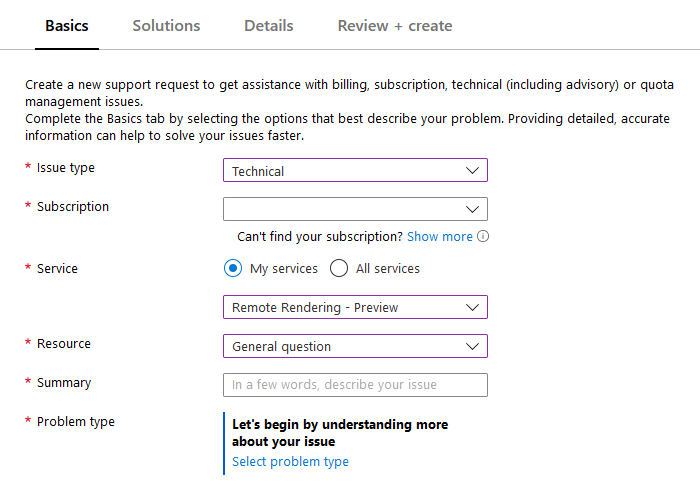 Basics Solutions Details Review + create
Create a new support request to get assistance with billing, subscription, technical (including advisory) or quota
management issues.
Complete the Basics tab by selecting the options that best describe your problem. Providing detailed, accurate
information can help to solve your issues faster.
* Issue type Technical
* Subscription
Can't find your subscription? Show more
* Service My services All services
Remote Rendering - Preview
* Resource General question
* Summary In a few words, describe your issue
* Problem type Let's begin by understanding more
about your issue
Select problem type